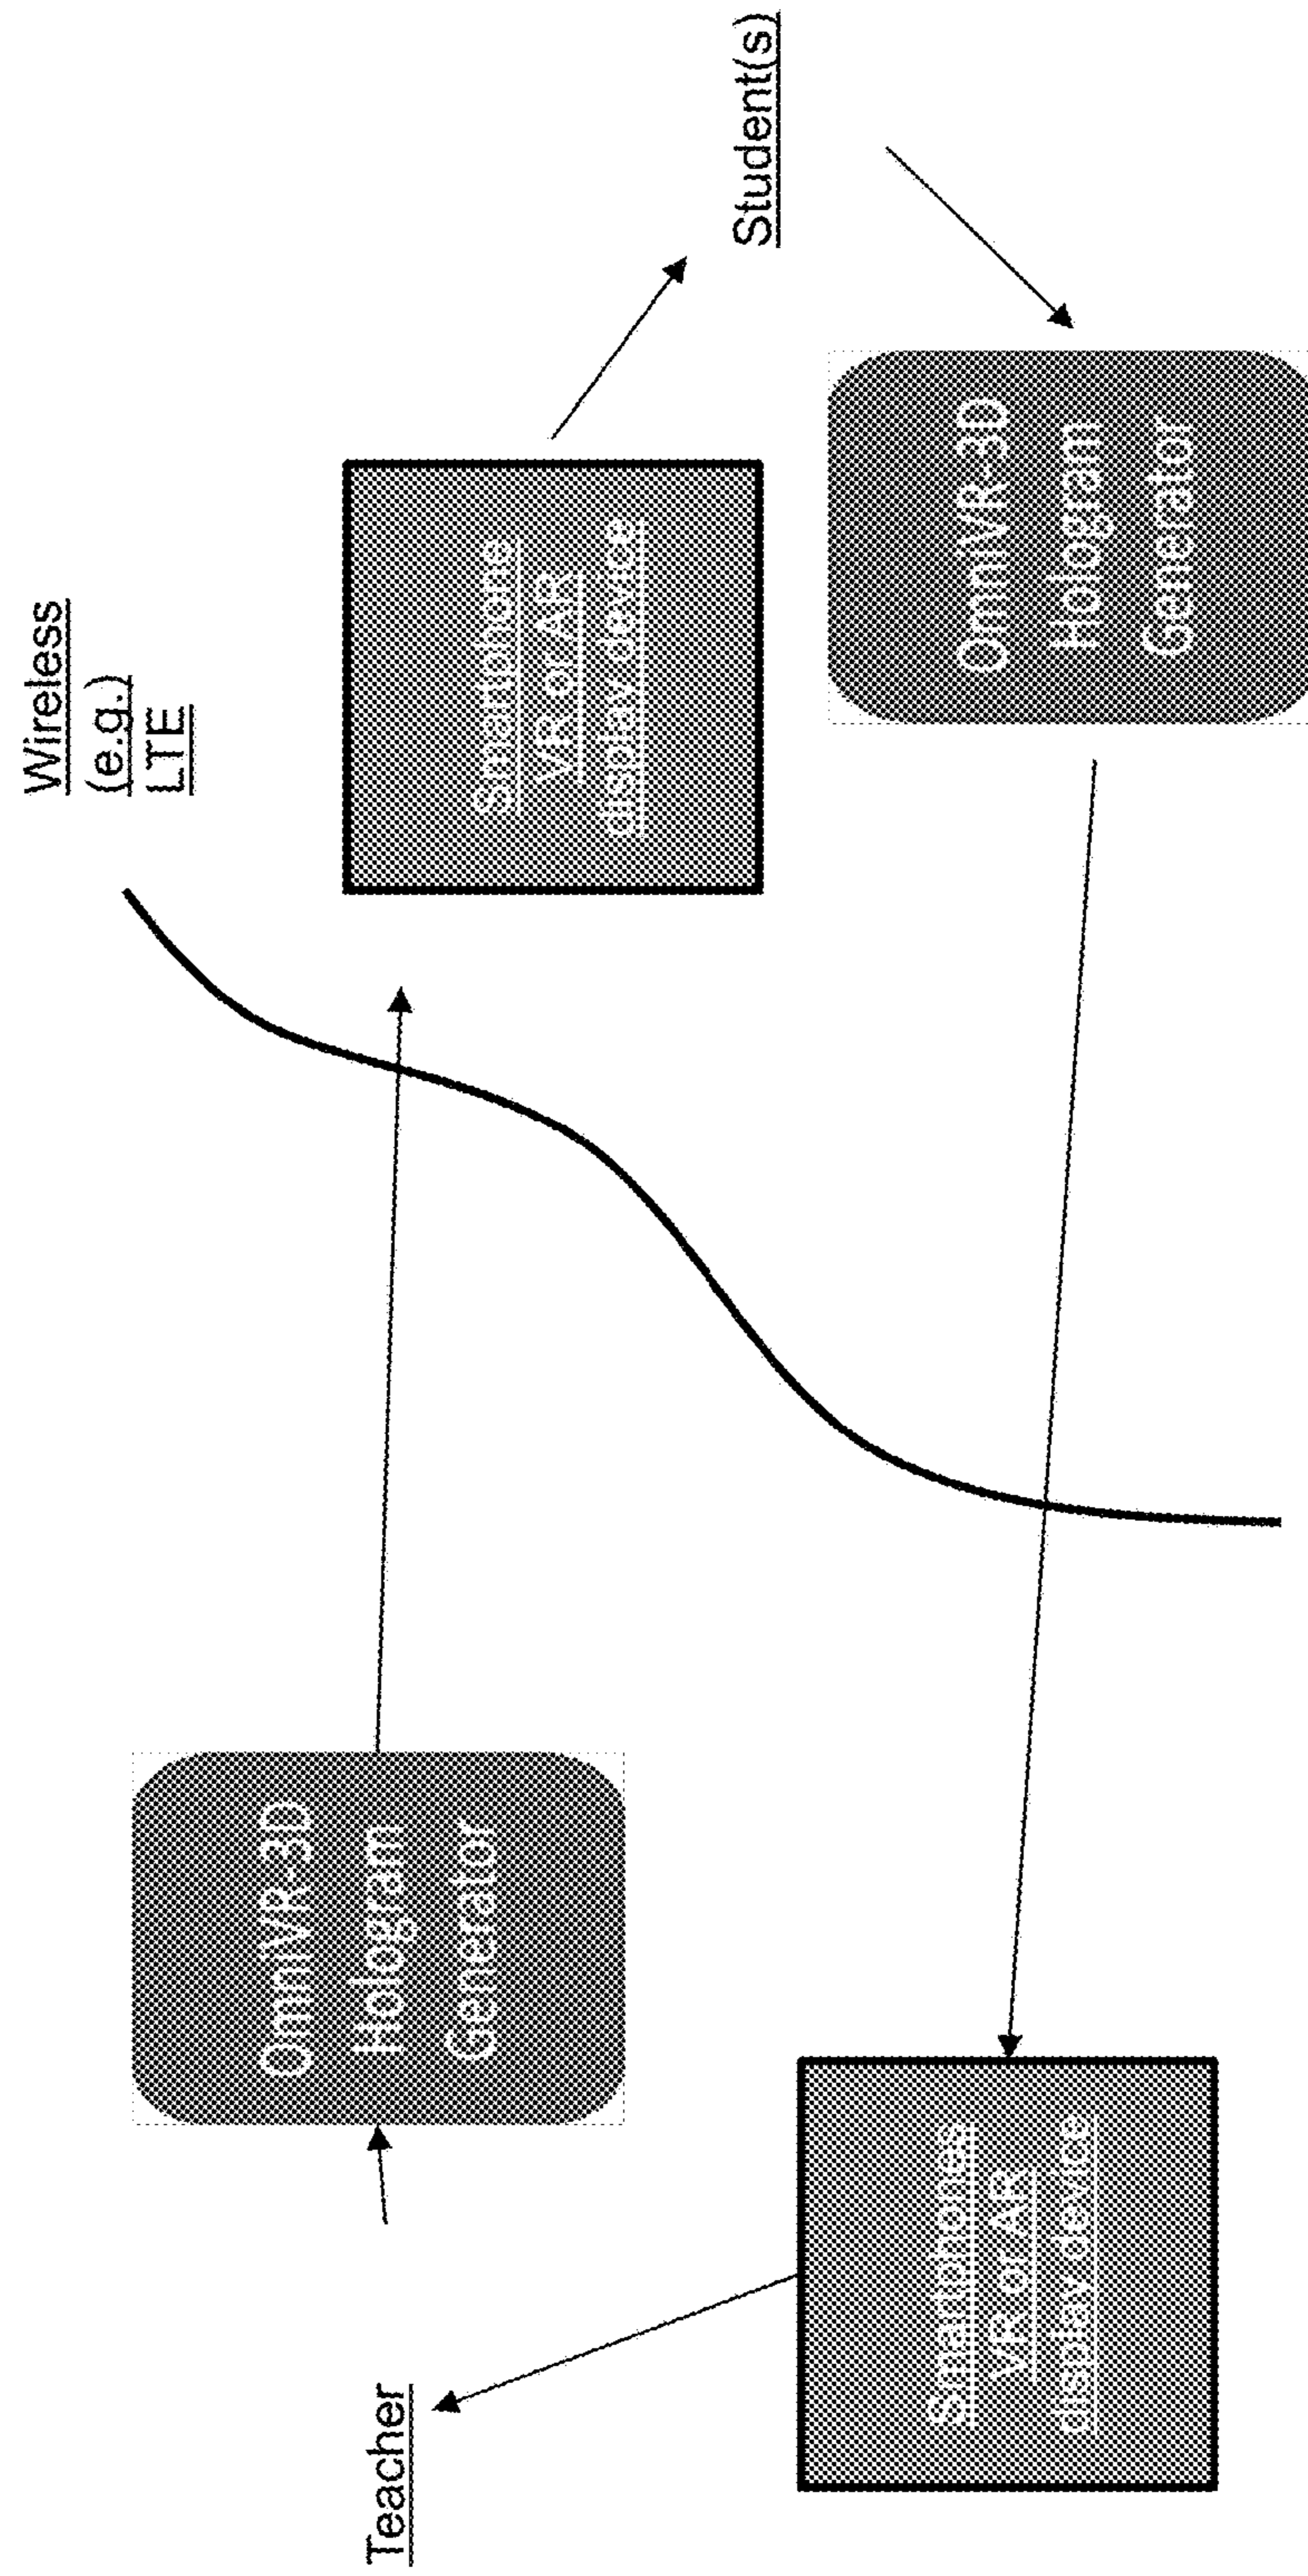 Wireless
(e.g.)
LTE
Teacher
OmniVR-3D
Hologram
Generator
Smartphone
VR or AR
display device
Student(s)
Smartphones
VR or AR
display device
OmniVR-3D
Hologram
Generator